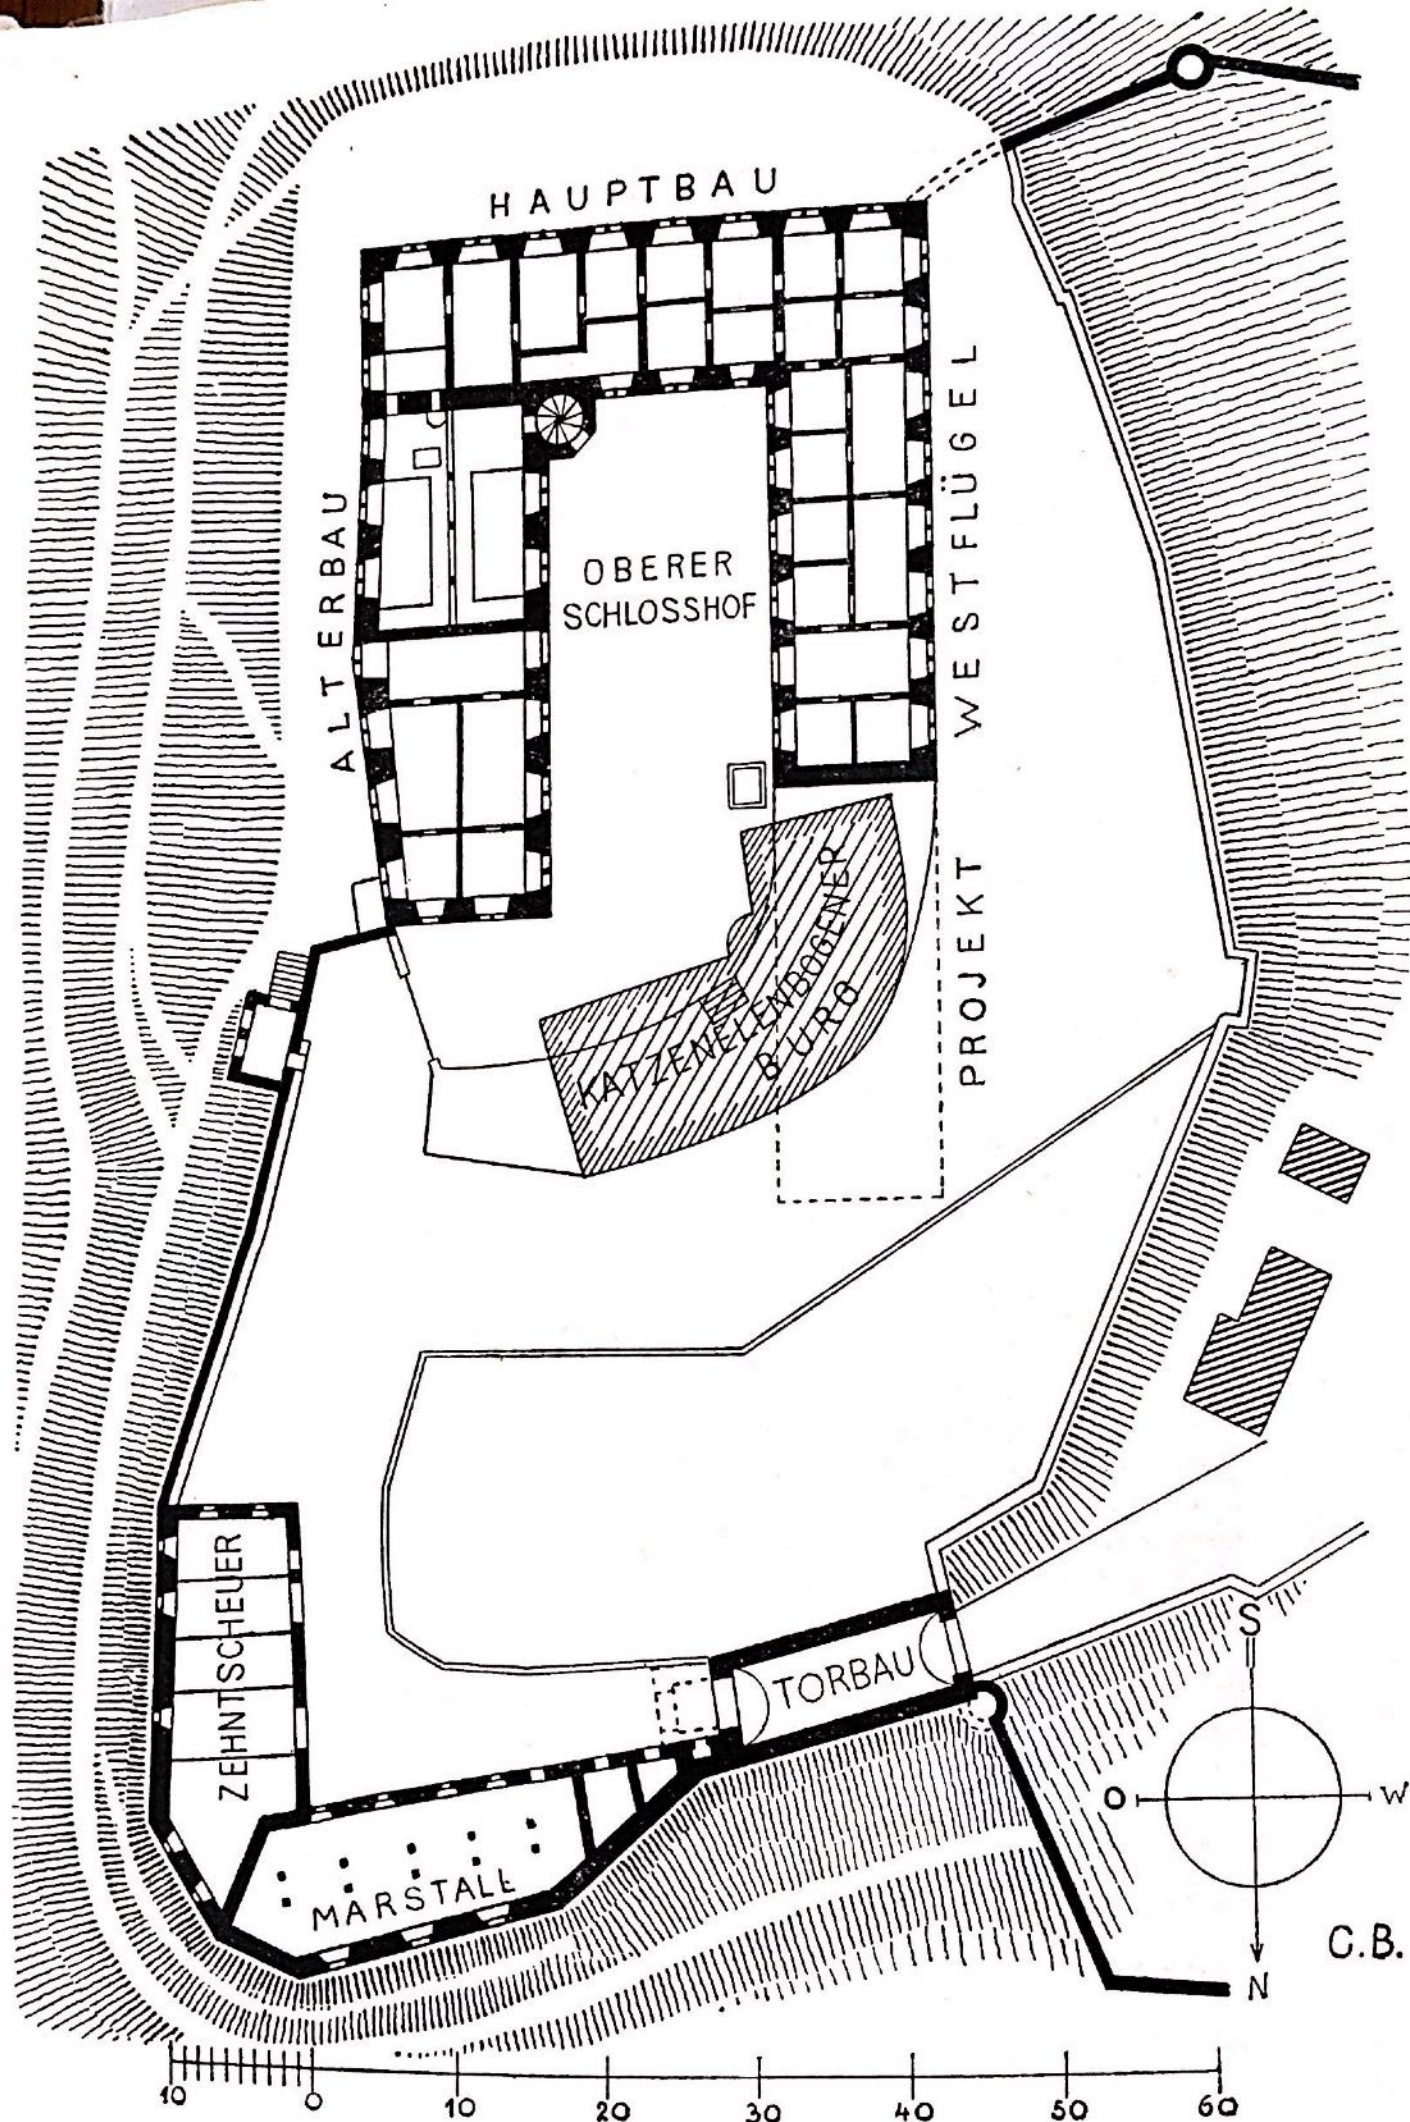 HAUPTBAU
ALTERBAU
OBERER
SCHLOSSHOF
WESTFLÜGEL
KATZENELENBOGENER
BURG
PROJEKT
ZEHNTSCHEUER
TORBAU
MARSTALL
S
O W
N
C.B.
10 0 10 20 30 40 50 60